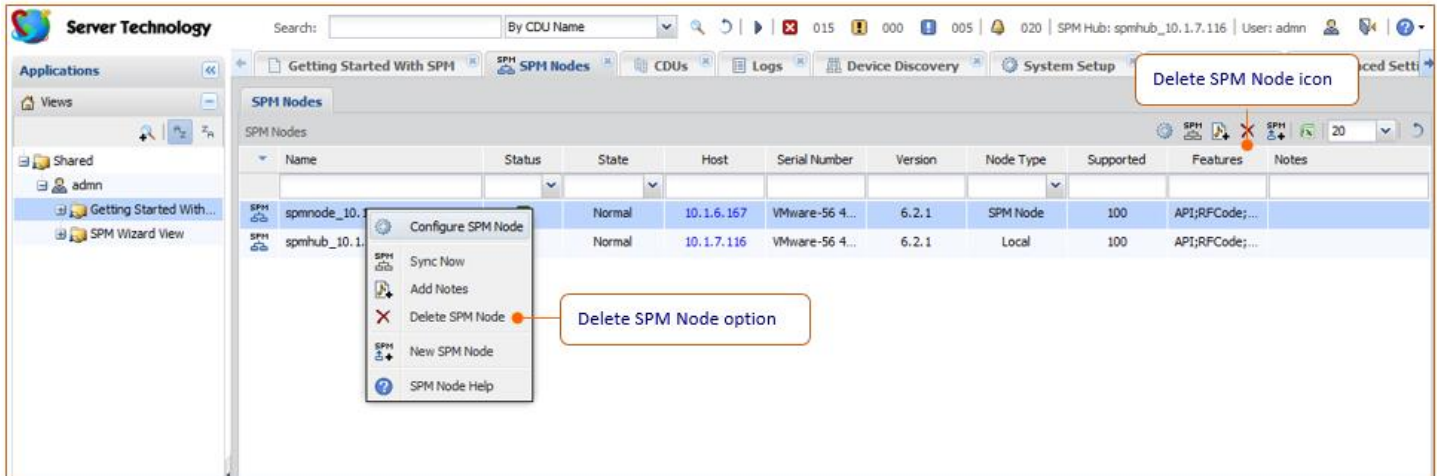 Server Technology Search: By CDU Name 015 000 005 020 SPM Hub: spmhub_10.1.7.116 User: admn
Applications Getting Started With SPM SPM Nodes CDUs Logs Device Discovery System Setup
Delete SPM Node icon
Views SPM Nodes
SPM Nodes 20
Shared Name Status State Host Serial Number Version Node Type Supported Features Notes
admn
Getting Started With... spmnode_10.1 Normal 10.1.6.167 VMware-56 4... 6.2.1 SPM Node 100 API;RFCode;...
SPM Wizard View spmhub_10.1. Normal 10.1.7.116 VMware-56 4... 6.2.1 Local 100 API;RFCode;...
Configure SPM Node
Sync Now
Add Notes
Delete SPM Node Delete SPM Node option
New SPM Node
SPM Node Help